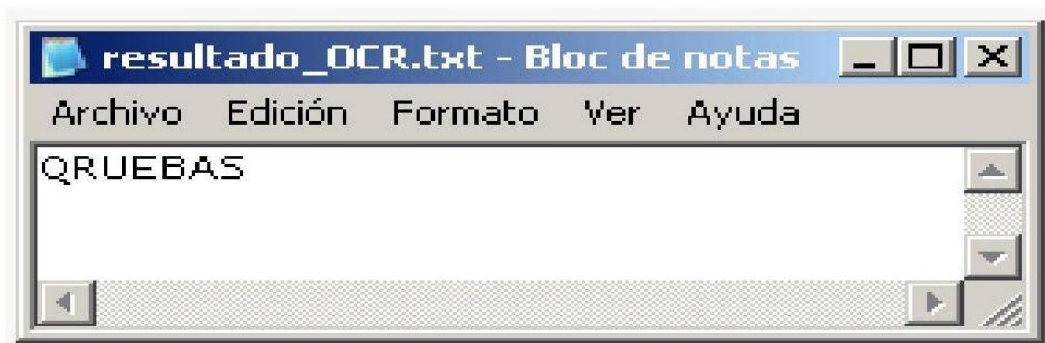 resultado_OCR.txt - Bloc de notas
Archivo Edición Formato Ver Ayuda
QRUEBAS